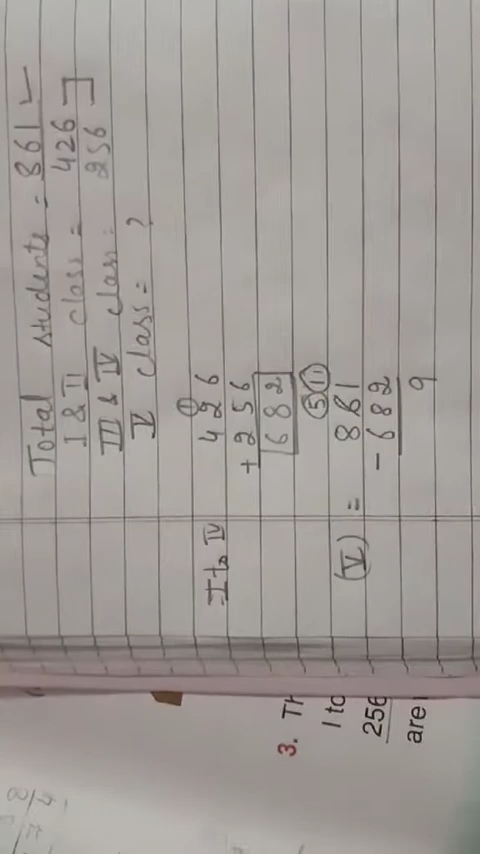 Total students = 861
I & II class = 426
III & IV class = 256
V class = ?
1
I to IV 426
+ 256
682
5 11
(V) = 861
- 682
9
3. Th
1 to
256
are